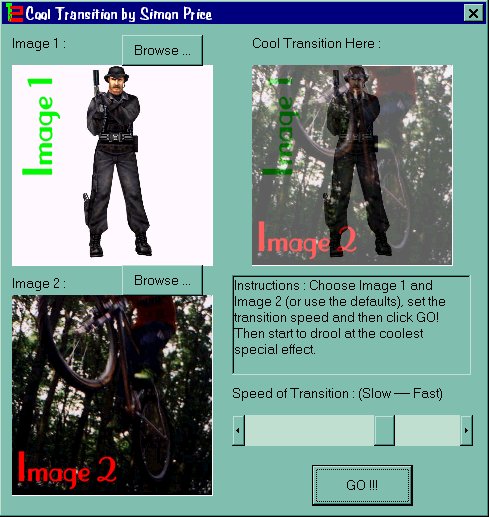 Cool Transition by Simon Price
Image 1 :
Browse ...
Cool Transition Here :
Image 1
Image 1
Image 2
Image 2 :
Browse ...
Instructions : Choose Image 1 and
Image 2 (or use the defaults), set the
transition speed and then click GO!
Then start to drool at the coolest
special effect.
Image 2
Speed of Transition : (Slow ---- Fast)
GO !!!